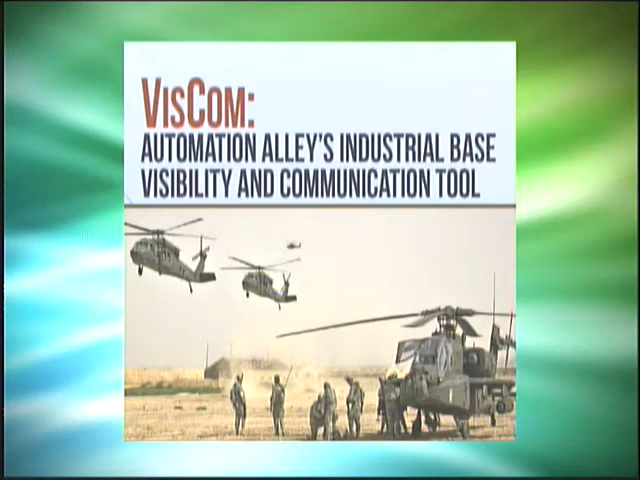 VISCOM:
AUTOMATION ALLEY'S INDUSTRIAL BASE
VISIBILITY AND COMMUNICATION TOOL